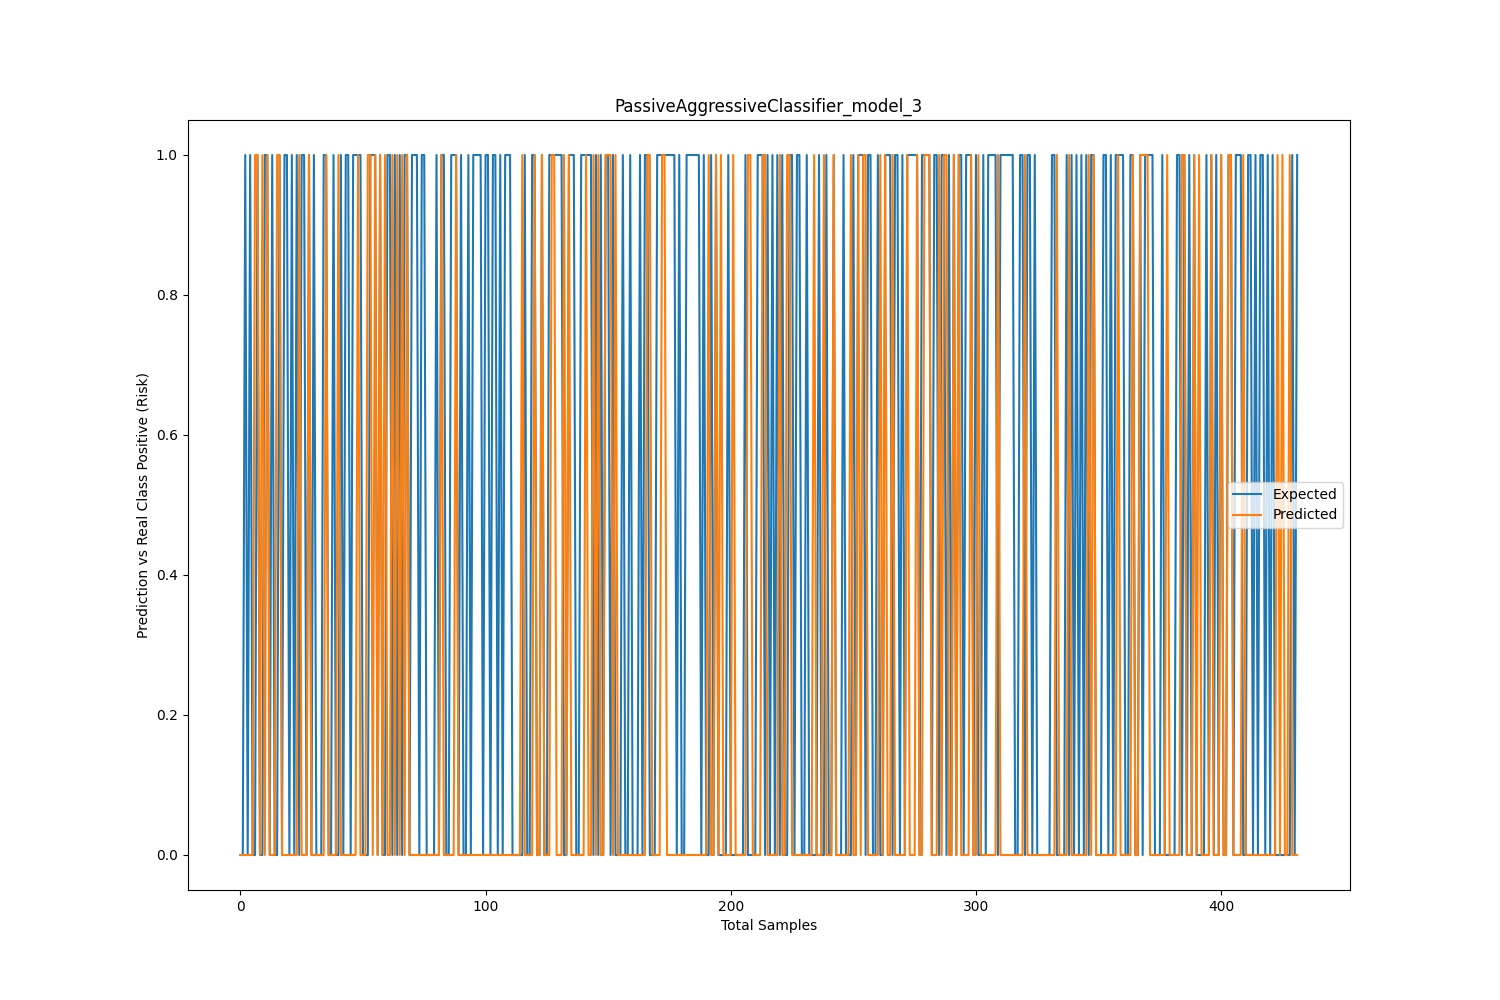 PassiveAggressiveClassifier_model_3
1.0
0.8
0.6
0.4
0.2
0.0
Prediction vs Real Class Positive (Risk)
Expected
Predicted
0
100
200
300
400
Total Samples